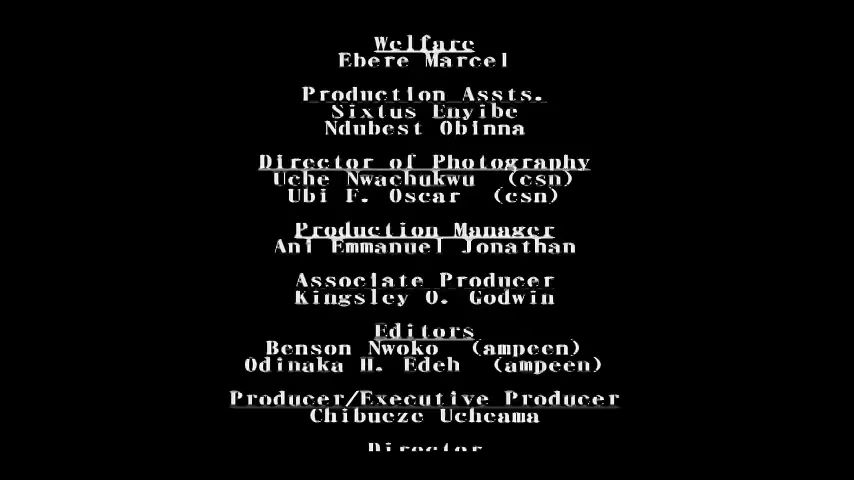 Welfare
Ebere Marcel
Production Assts.
Sixtus Enyibe
Ndubest Obinna
Director of Photography
Uche Nwachukwu (csn)
Ubi F. Oscar (csn)
Production Manager
Ani Emmanuel Jonathan
Associate Producer
Kingsley O. Godwin
Editors
Benson Nwoko (ampeen)
Odinaka H. Edeh (ampeen)
Producer/Executive Producer
Chibueze Ucheama
Director